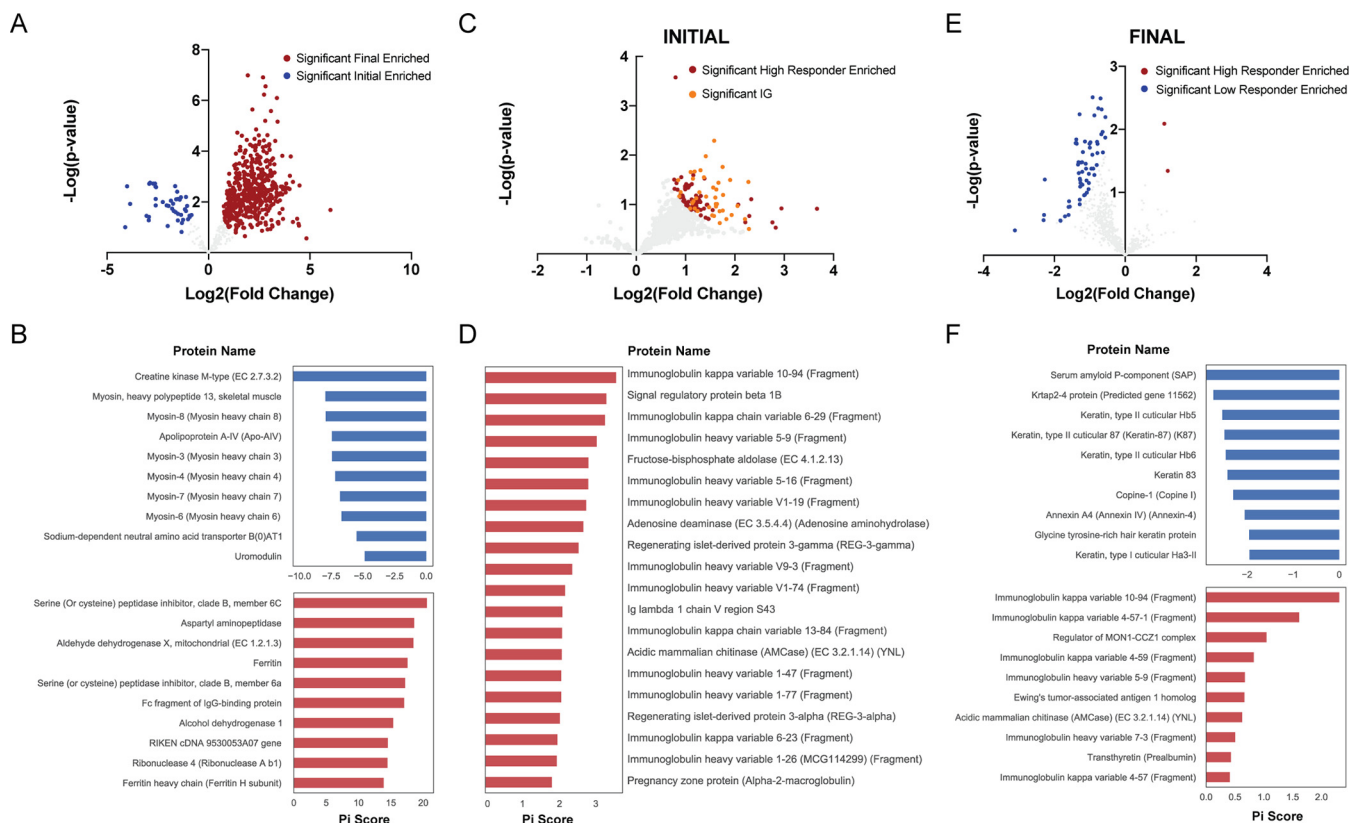 A
Significant Final Enriched
Significant Initial Enriched
-Log(p-value)
8
6
4
2
-5
0
5
10
Log2(Fold Change)
B
Protein Name
Creatine kinase M-type (EC 2.7.3.2)
Myosin, heavy polypeptide 13, skeletal muscle
Myosin-8 (Myosin heavy chain 8)
Apolipoprotein A-IV (Apo-AIV)
Myosin-3 (Myosin heavy chain 3)
Myosin-4 (Myosin heavy chain 4)
Myosin-7 (Myosin heavy chain 7)
Myosin-6 (Myosin heavy chain 6)
Sodium-dependent neutral amino acid transporter B(0)AT1
Uromodulin
−10.0 −7.5 −5.0 −2.5 0.0
Serine (Or cysteine) peptidase inhibitor, clade B, member 6C
Aspartyl aminopeptidase
Aldehyde dehydrogenase X, mitochondrial (EC 1.2.1.3)
Ferritin
Serine (or cysteine) peptidase inhibitor, clade B, member 6a
Fc fragment of IgG-binding protein
Alcohol dehydrogenase 1
RIKEN cDNA 9530053A07 gene
Ribonuclease 4 (Ribonuclease A b1)
Ferritin heavy chain (Ferritin H subunit)
0 5 10 15 20
Pi Score
C
INITIAL
Significant High Responder Enriched
Significant IG
-Log(p-value)
4
3
2
1
-2 -1 0 1 2 3 4
Log2(Fold Change)
D
Protein Name
Immunoglobulin kappa variable 10-94 (Fragment)
Signal regulatory protein beta 1B
Immunoglobulin kappa chain variable 6-29 (Fragment)
Immunoglobulin heavy variable 5-9 (Fragment)
Fructose-bisphosphate aldolase (EC 4.1.2.13)
Immunoglobulin heavy variable 5-16 (Fragment)
Immunoglobulin heavy variable V1-19 (Fragment)
Adenosine deaminase (EC 3.5.4.4) (Adenosine aminohydrolase)
Regenerating islet-derived protein 3-gamma (REG-3-gamma)
Immunoglobulin heavy variable V9-3 (Fragment)
Immunoglobulin heavy variable V1-74 (Fragment)
Ig lambda 1 chain V region S43
Immunoglobulin kappa chain variable 13-84 (Fragment)
Acidic mammalian chitinase (AMCase) (EC 3.2.1.14) (YNL)
Immunoglobulin heavy variable 1-47 (Fragment)
Immunoglobulin heavy variable 1-77 (Fragment)
Regenerating islet-derived protein 3-alpha (REG-3-alpha)
Immunoglobulin kappa variable 6-23 (Fragment)
Immunoglobulin heavy variable 1-26 (MCG114299) (Fragment)
Pregnancy zone protein (Alpha-2-macroglobulin)
0 1 2 3
Pi Score
E
FINAL
Significant High Responder Enriched
Significant Low Responder Enriched
-Log(p-value)
3
2
1
-4 -2 0 2 4
Log2(Fold Change)
F
Protein Name
Serum amyloid P-component (SAP)
Krtap2-4 protein (Predicted gene 11562)
Keratin, type II cuticular Hb5
Keratin, type II cuticular 87 (Keratin-87) (K87)
Keratin, type II cuticular Hb6
Keratin 83
Copine-1 (Copine I)
Annexin A4 (Annexin IV) (Annexin-4)
Glycine tyrosine-rich hair keratin protein
Keratin, type I cuticular Ha3-II
−2 −1 0
Immunoglobulin kappa variable 10-94 (Fragment)
Immunoglobulin kappa variable 4-57-1 (Fragment)
Regulator of MON1-CCZ1 complex
Immunoglobulin kappa variable 4-59 (Fragment)
Immunoglobulin heavy variable 5-9 (Fragment)
Ewing's tumor-associated antigen 1 homolog
Acidic mammalian chitinase (AMCase) (EC 3.2.1.14) (YNL)
Immunoglobulin heavy variable 7-3 (Fragment)
Transthyretin (Prealbumin)
Immunoglobulin kappa variable 4-57 (Fragment)
0.0 0.5 1.0 1.5 2.0
Pi Score